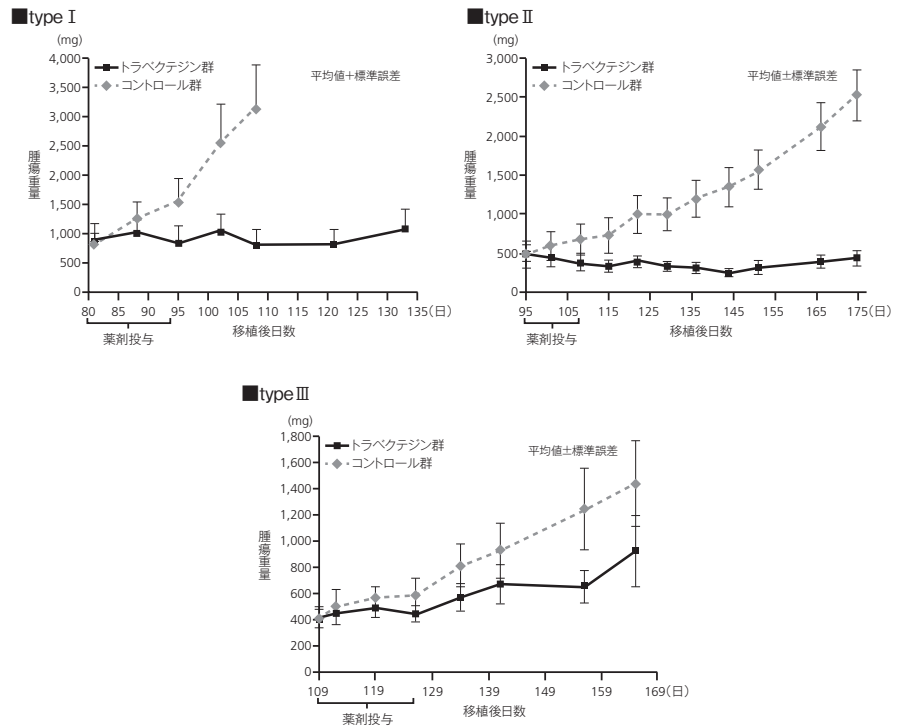 ■type Ⅰ
(mg)
4,000
3,500
3,000
2,500
2,000
1,500
1,000
500
0
腫瘍重量
トラベクテジン群
コントロール群
平均値+標準誤差
80 85 90 95 100 105 110 115 120 125 130 135(日)
薬剤投与
移植後日数
■type Ⅱ
(mg)
3,000
2,500
2,000
1,500
1,000
500
0
腫瘍重量
トラベクテジン群
コントロール群
平均値±標準誤差
95 105 115 125 135 145 155 165 175(日)
薬剤投与
移植後日数
■type Ⅲ
(mg)
1,800
1,600
1,400
1,200
1,000
800
600
400
200
0
腫瘍重量
トラベクテジン群
コントロール群
平均値±標準誤差
109 119 129 139 149 159 169(日)
薬剤投与
移植後日数